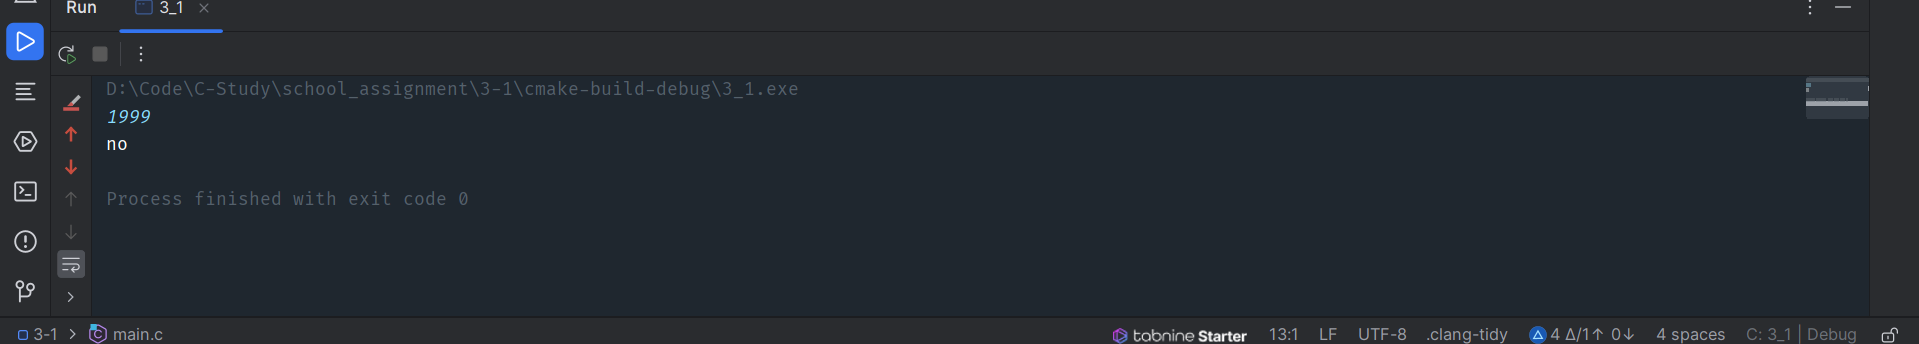 Run 3_1
D:\Code\C-Study\school_assignment\3-1\cmake-build-debug\3_1.exe
1999
no
Process finished with exit code 0
3-1 > main.c tabnine Starter 13:1 LF UTF-8 .clang-tidy 4 Δ/1↑ 0↓ 4 spaces C: 3_1 | Debug